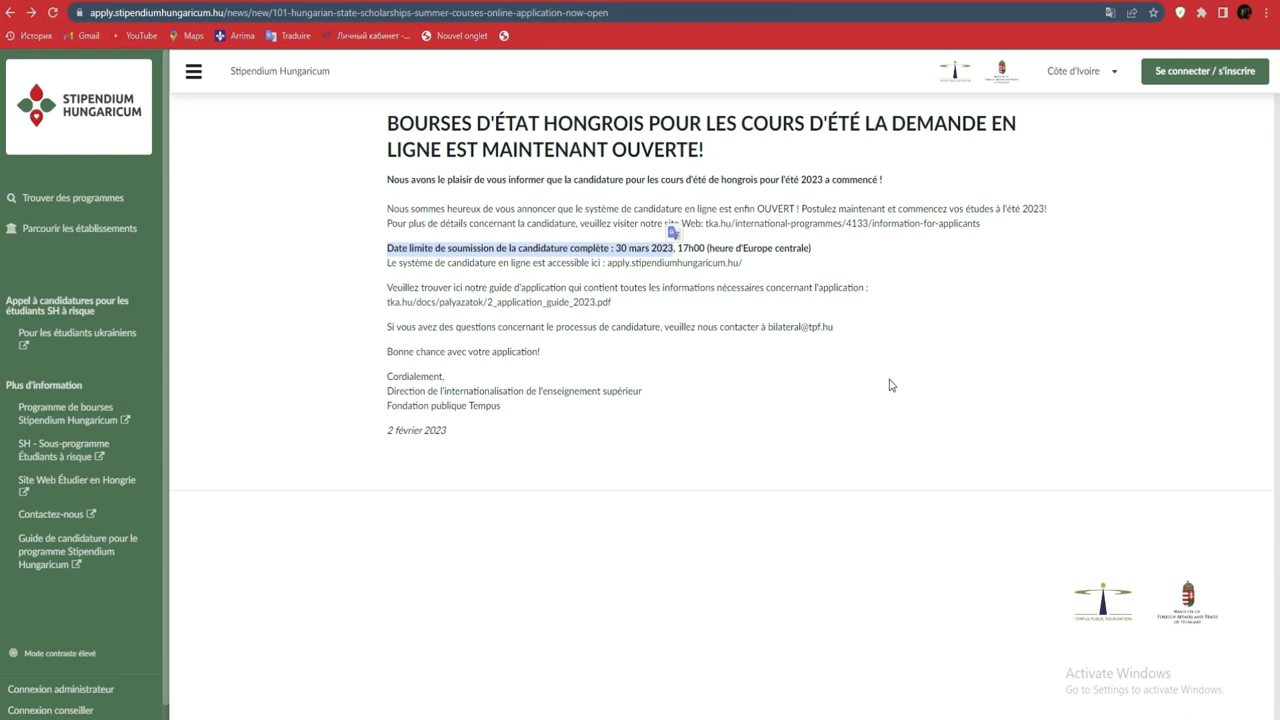 apply.stipendiumhungaricum.hu/news/new/101-hungarian-state-scholarships-summer-courses-online-application-now-open
История Gmail YouTube Maps Arrima Traduire Личный кабинет -... Nouvel onglet
STIPENDIUM HUNGARICUM
Trouver des programmes
Parcourir les établissements
Appel à candidatures pour les
étudiants SH à risque
Pour les étudiants ukrainiens
Plus d'information
Programme de bourses
Stipendium Hungaricum
SH - Sous-programme
Étudiants à risque
Site Web Étudier en Hongrie
Contactez-nous
Guide de candidature pour le
programme Stipendium
Hungaricum
Mode contraste élevé
Connexion administrateur
Connexion conseiller
Stipendium Hungaricum
Côte d'Ivoire
Se connecter / s'inscrire
BOURSES D'ÉTAT HONGROIS POUR LES COURS D'ÉTÉ LA DEMANDE EN
LIGNE EST MAINTENANT OUVERTE!
Nous avons le plaisir de vous informer que la candidature pour les cours d'été de hongrois pour l'été 2023 a commencé !
Nous sommes heureux de vous annoncer que le système de candidature en ligne est enfin OUVERT ! Postulez maintenant et commencez vos études à l'été 2023!
Pour plus de détails concernant la candidature, veuillez visiter notre site Web: tka.hu/international-programmes/4133/information-for-applicants
Date limite de soumission de la candidature complète : 30 mars 2023, 17h00 (heure d'Europe centrale)
Le système de candidature en ligne est accessible ici : apply.stipendiumhungaricum.hu/
Veuillez trouver ici notre guide d'application qui contient toutes les informations nécessaires concernant l'application :
tka.hu/docs/palyazatok/2_application_guide_2023.pdf
Si vous avez des questions concernant le processus de candidature, veuillez nous contacter à bilateral@tpf.hu
Bonne chance avec votre application!
Cordialement,
Direction de l'internationalisation de l'enseignement supérieur
Fondation publique Tempus
2 février 2023
TEMPUS PUBLIC FOUNDATION
MINISTRY OF
FOREIGN AFFAIRS AND TRADE
OF HUNGARY
Activate Windows
Go to Settings to activate Windows.